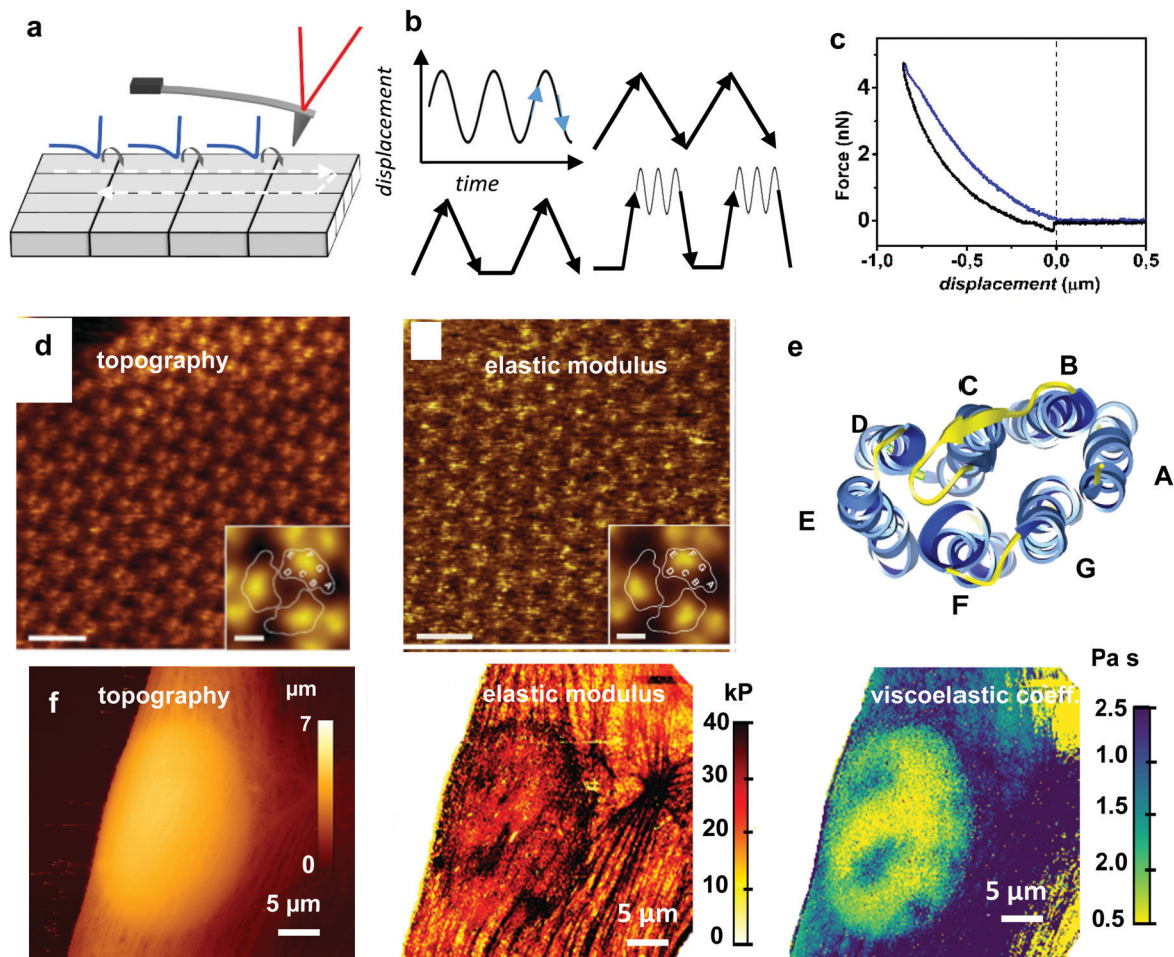 a
b
displacement
time
c
Force (nN)
4
2
0
-1,0
-0,5
0,0
0,5
displacement (μm)
d
topography
elastic modulus
E F G
D C B A
E F G
D C B A
e
A
B
C
D
E
F
G
f
topography
μm
7
0
5 μm
elastic modulus
kP
40
30
20
10
0
5 μm
viscoelastic coeff.
Pa s
2.5
1.0
1.5
2.0
0.5
5 μm